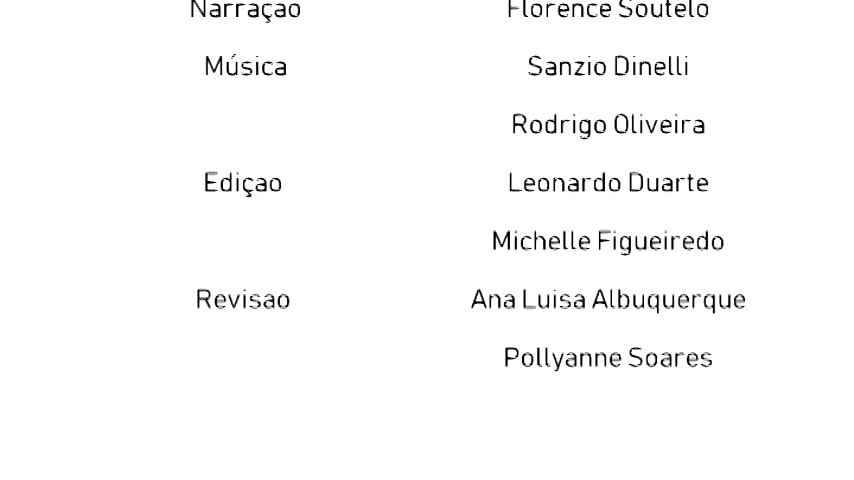 Narraçao Florence Soutelo
Música Sanzio Dinelli
Rodrigo Oliveira
Ediçao Leonardo Duarte
Michelle Figueiredo
Revisao Ana Luisa Albuquerque
Pollyanne Soares